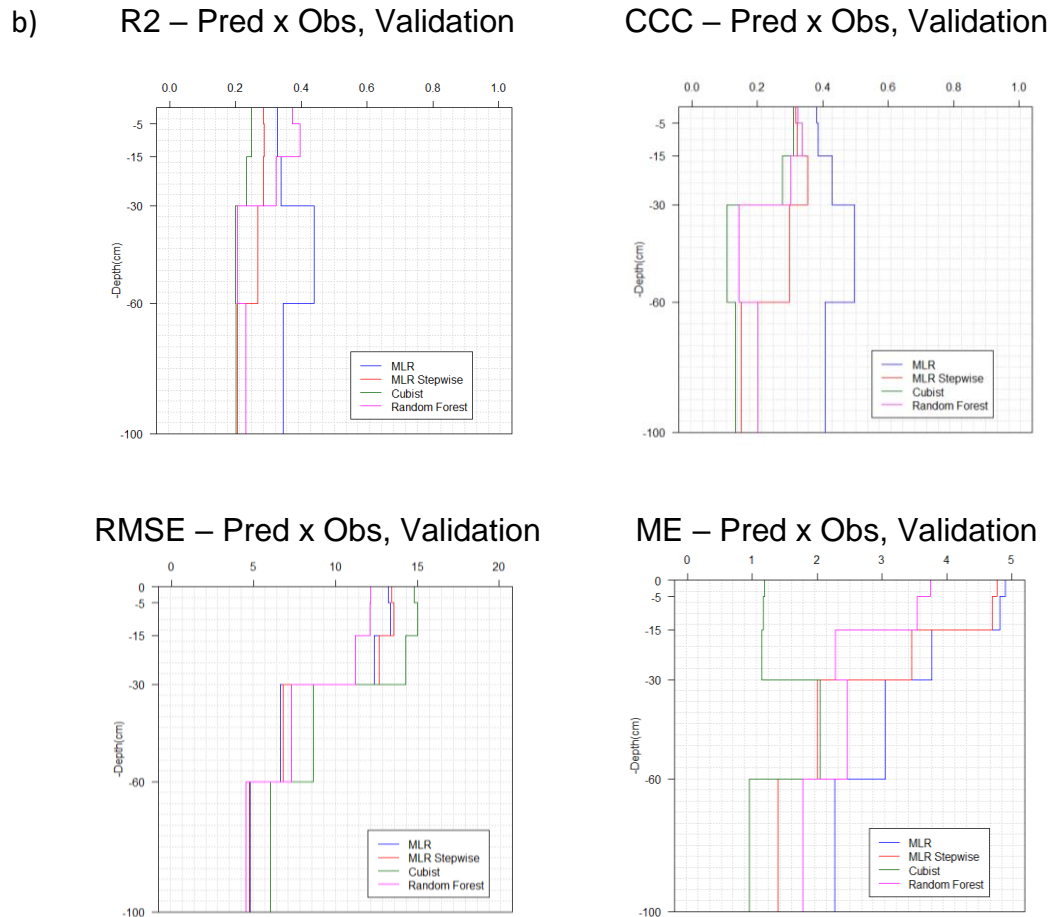 b)
R2 – Pred x Obs, Validation
0.0 0.2 0.4 0.6 0.8 1.0
-5
-15
-30
-60
-100
-Depth(cm)
MLR
MLR Stepwise
Cubist
Random Forest
CCC – Pred x Obs, Validation
0.0 0.2 0.4 0.6 0.8 1.0
-5
-15
-30
-60
-100
-Depth(cm)
MLR
MLR Stepwise
Cubist
Random Forest
RMSE – Pred x Obs, Validation
0 5 10 15 20
0
-5
-15
-30
-60
-100
-Depth(cm)
MLR
MLR Stepwise
Cubist
Random Forest
ME – Pred x Obs, Validation
0 1 2 3 4 5
0
-5
-15
-30
-60
-100
-Depth(cm)
MLR
MLR Stepwise
Cubist
Random Forest